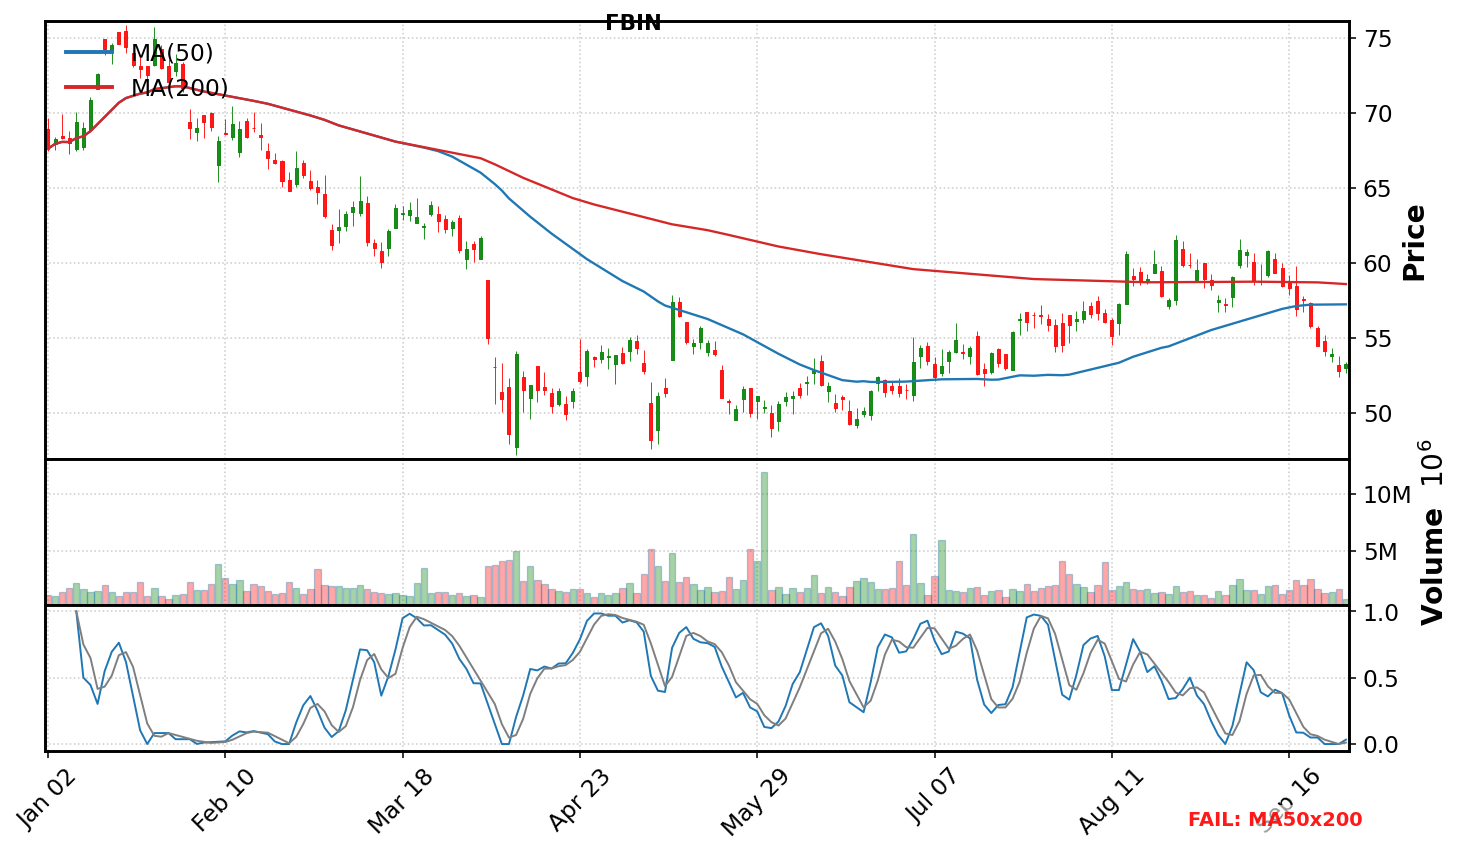 FBIN
MA(50)
MA(200)
75
70
65
60
55
50
Price
10M
5M
Volume 10^6
1.0
0.5
0.0
Jan 02
Feb 10
Mar 18
Apr 23
May 29
Jul 07
Aug 11
Sep 16
FAIL: MA50x200